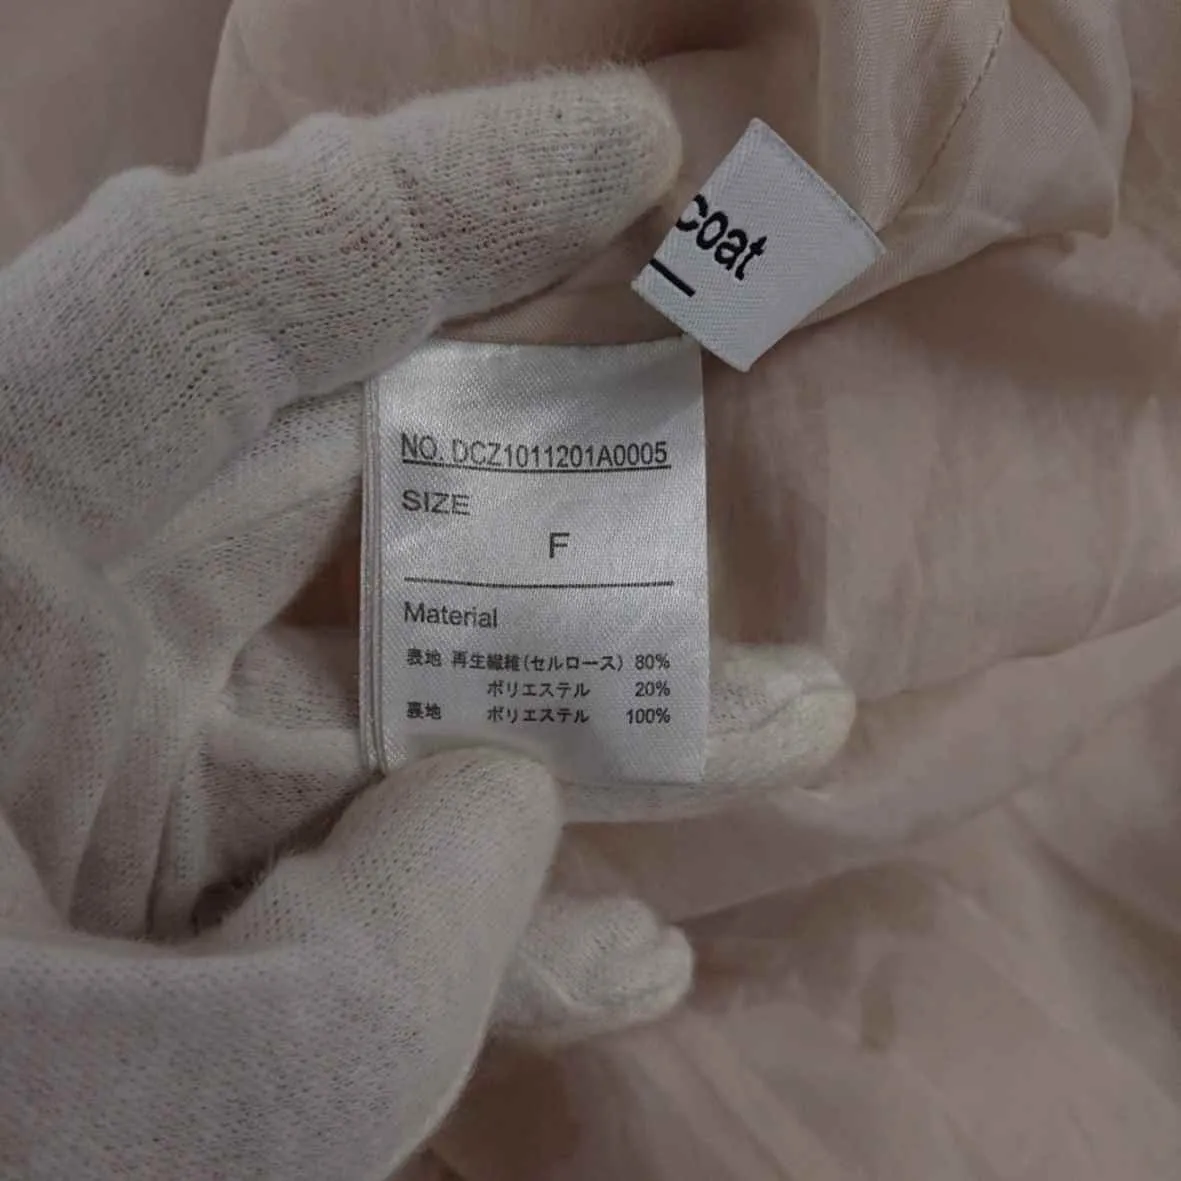 coat
NO. DCZ1011201A0005
SIZE
F
Material
表地 再生繊維(セルロース) 80%
ポリエステル 20%
裏地 ポリエステル 100%